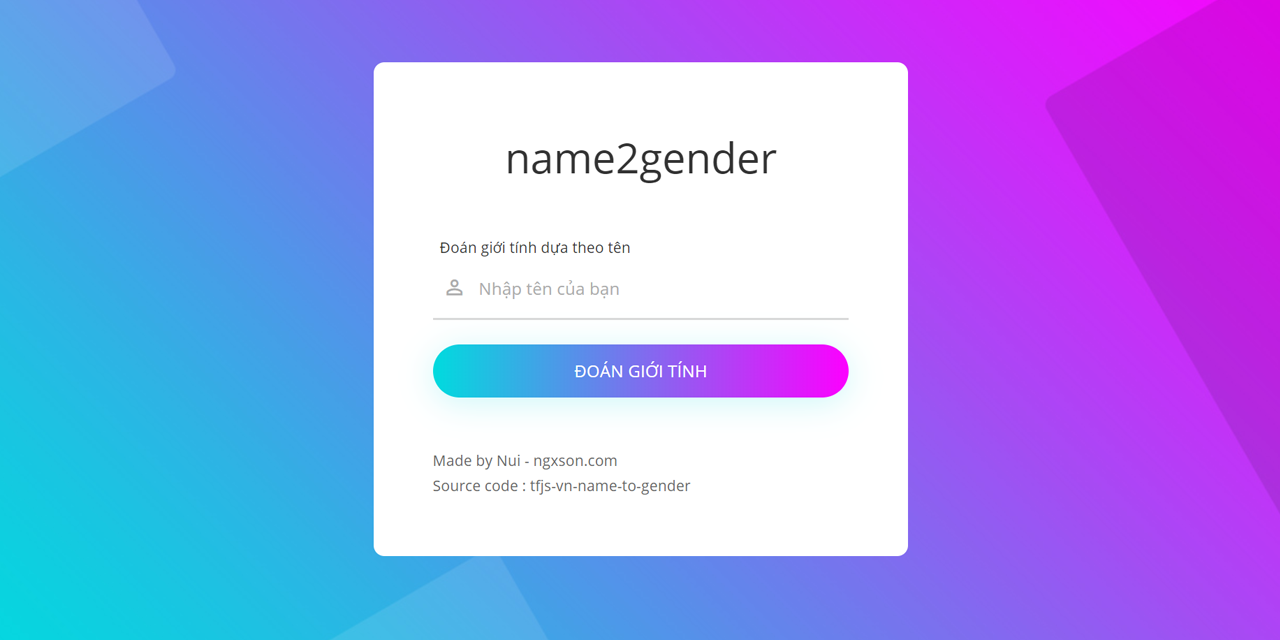 name2gender
Đoán giới tính dựa theo tên
Nhập tên của bạn
ĐOÁN GIỚI TÍNH
Made by Nui - ngxson.com
Source code : tfjs-vn-name-to-gender